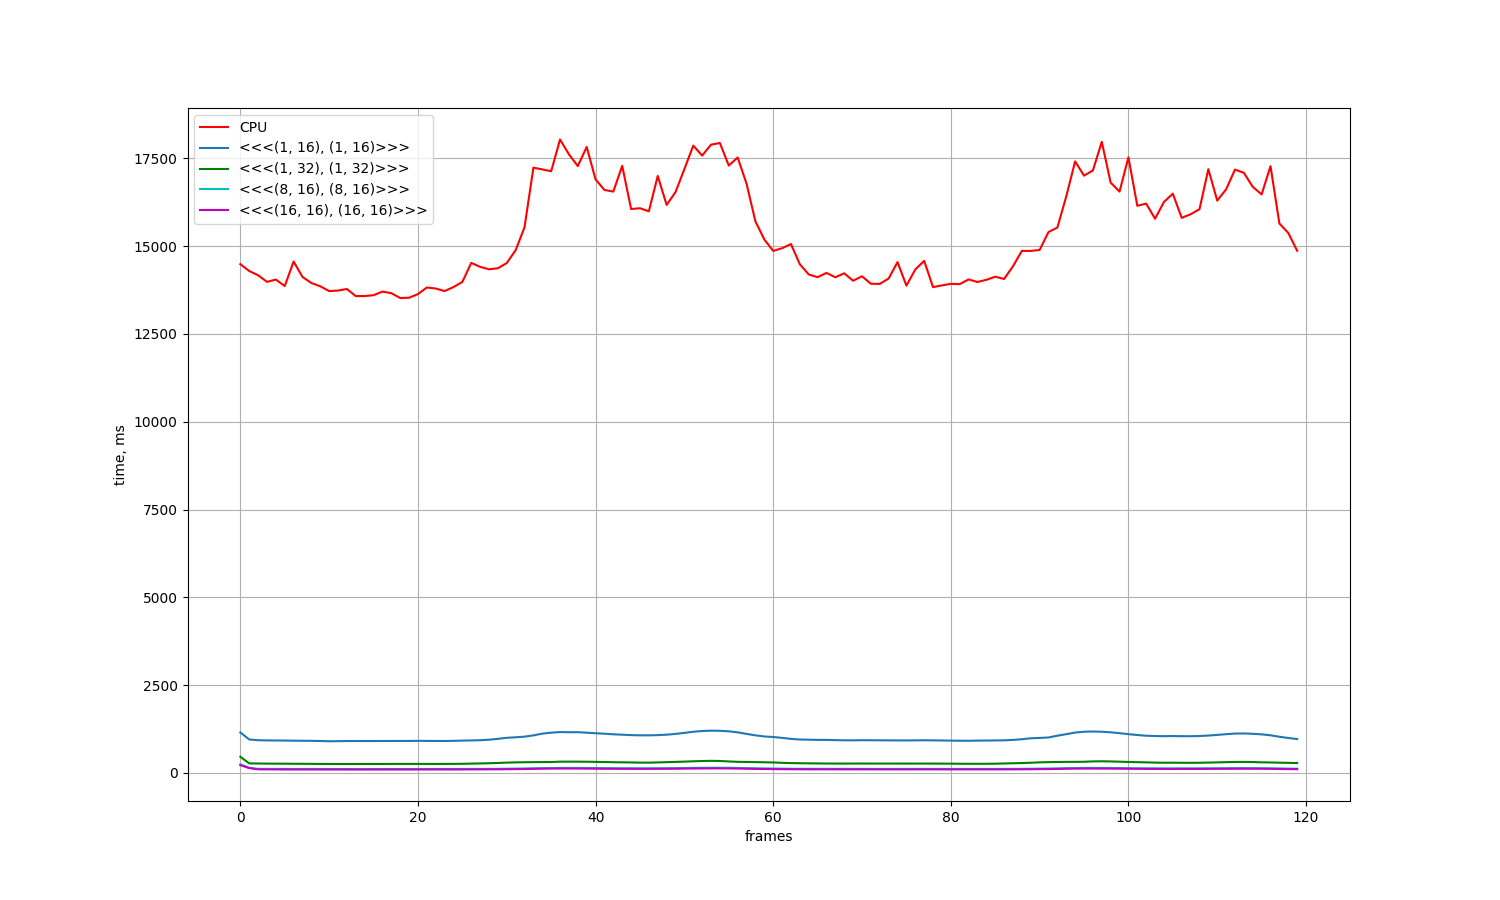 CPU
<<<(1, 16), (1, 16)>>>
<<<(1, 32), (1, 32)>>>
<<<(8, 16), (8, 16)>>>
<<<(16, 16), (16, 16)>>>
17500
15000
12500
10000
7500
5000
2500
0
time, ms
0 20 40 60 80 100 120
frames